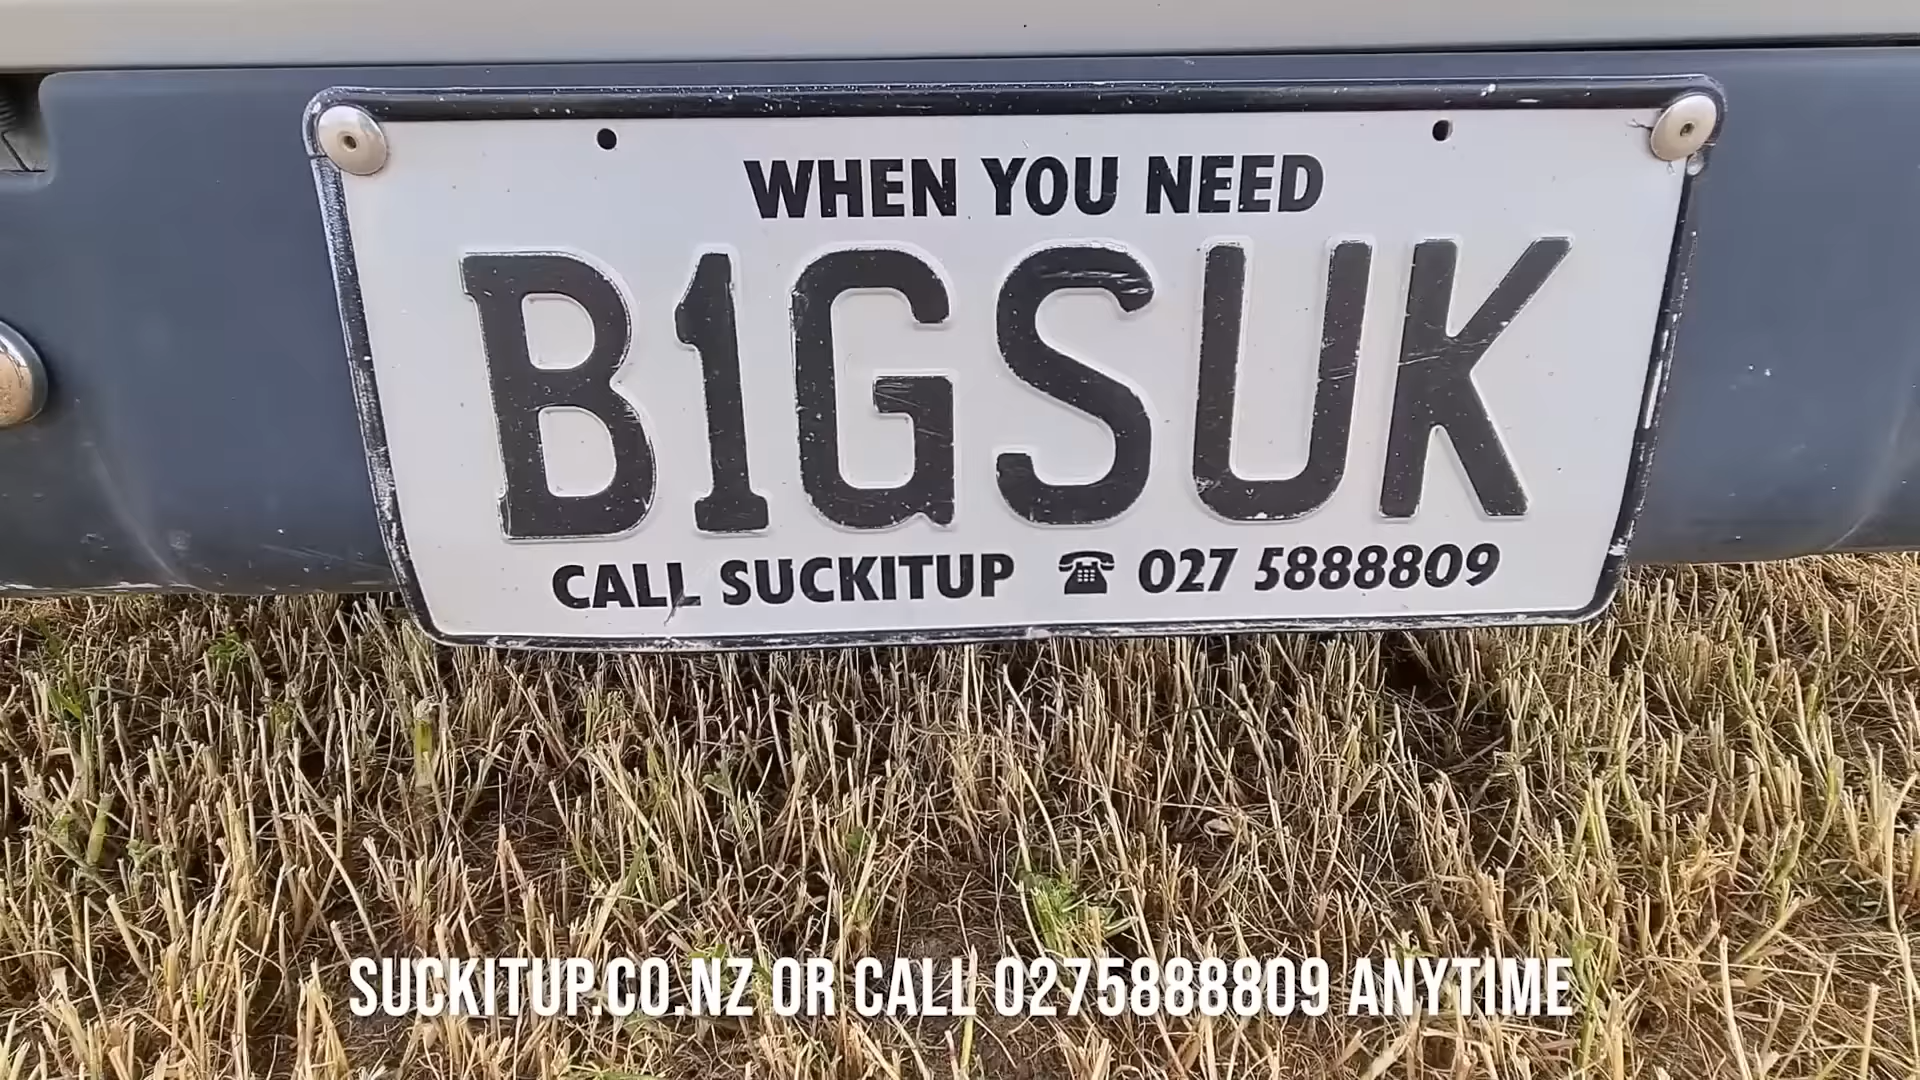 WHEN YOU NEED
B1GSUK
CALL SUCKITUP ☎ 027 5888809
SUCKITUP.CO.NZ OR CALL 0275888809 ANYTIME